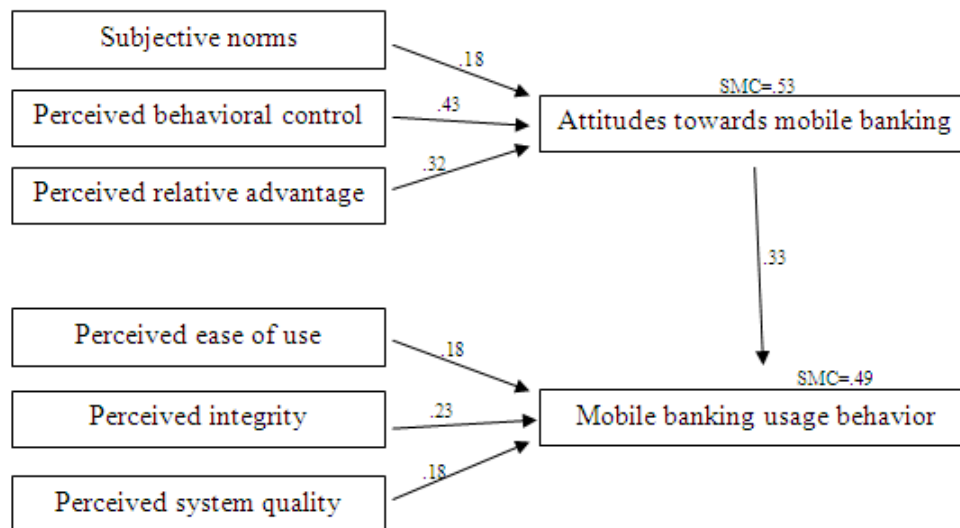 Subjective norms
.18
SMC=.53
Perceived behavioral control
.43
Attitudes towards mobile banking
Perceived relative advantage
.32
.33
Perceived ease of use
.18
SMC=.49
Perceived integrity
.23
Mobile banking usage behavior
.18
Perceived system quality